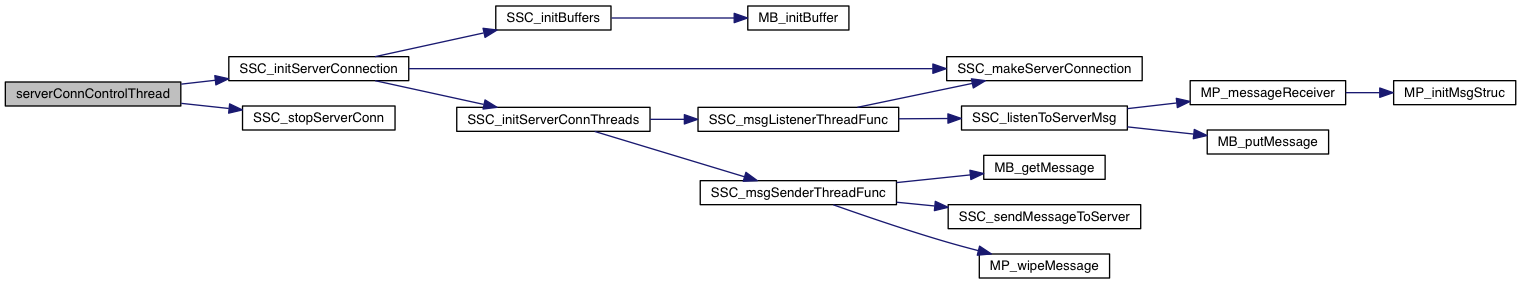 SSC_initBuffers
MB_initBuffer
SSC_initServerConnection
SSC_makeServerConnection
serverConnControlThread
MP_messageReceiver
MP_initMsgStruc
SSC_stopServerConn
SSC_initServerConnThreads
SSC_msgListenerThreadFunc
SSC_listenToServerMsg
MB_putMessage
MB_getMessage
SSC_msgSenderThreadFunc
SSC_sendMessageToServer
MP_wipeMessage